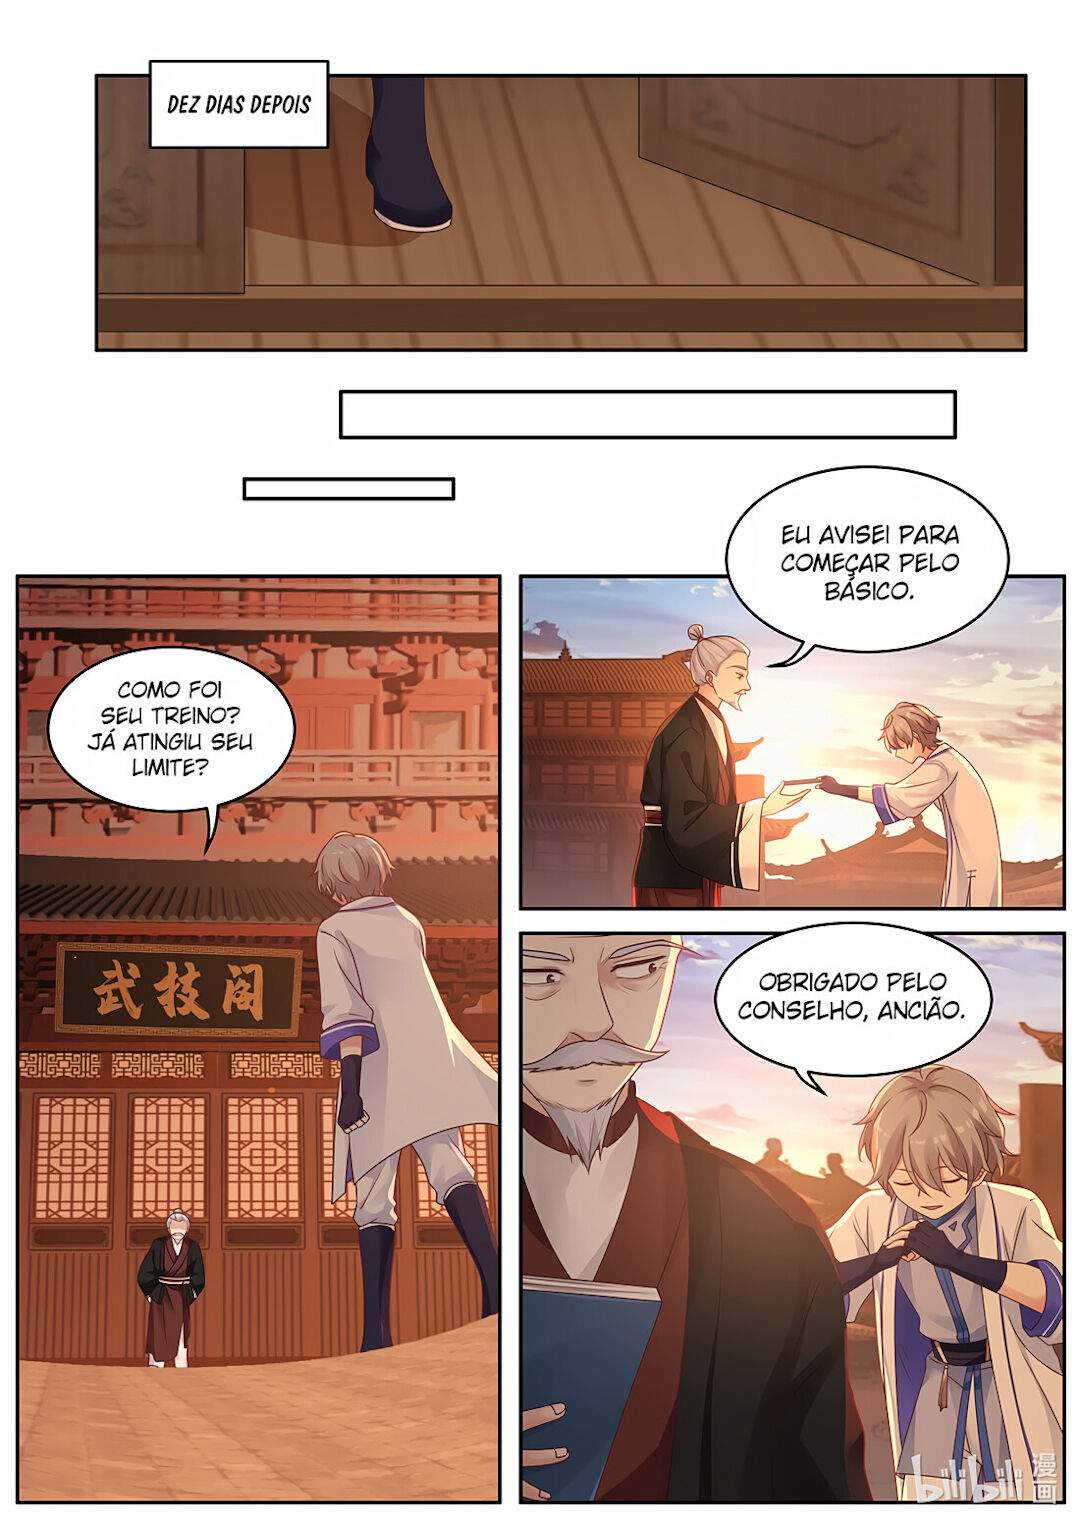 DEZ DIAS DEPOIS
COMO FOI
SEU TREINO?
JÁ ATINGIU SEU
LIMITE?
武技阁
EU AVISEI PARA
COMEÇAR PELO
BÁSICO.
OBRIGADO PELO
CONSELHO, ANCIÃO.
bilibili 漫画